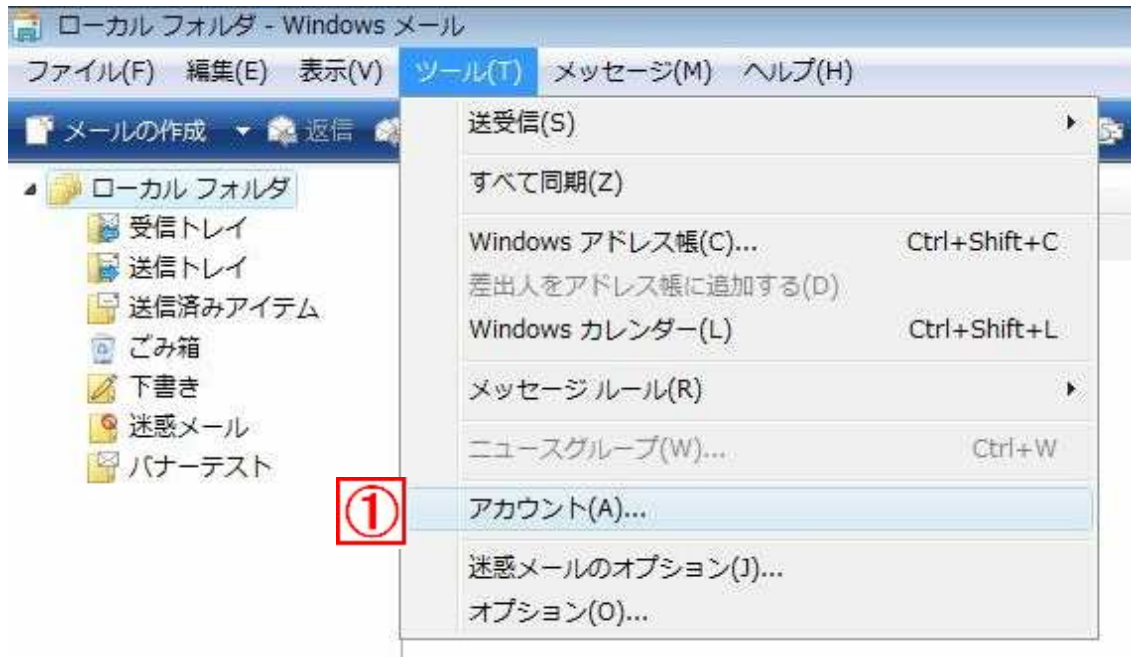 ローカル フォルダ - Windows メール
ファイル(F) 編集(E) 表示(V) ツール(T) メッセージ(M) ヘルプ(H)
メールの作成 返信
ローカル フォルダ
受信トレイ
送信トレイ
送信済みアイテム
ごみ箱
下書き
迷惑メール
バナーテスト
送受信(S)
すべて同期(Z)
Windows アドレス帳(C)... Ctrl+Shift+C
差出人をアドレス帳に追加する(D)
Windows カレンダー(L) Ctrl+Shift+L
メッセージ ルール(R)
ニュースグループ(W)... Ctrl+W
①
アカウント(A)...
迷惑メールのオプション(J)...
オプション(O)...